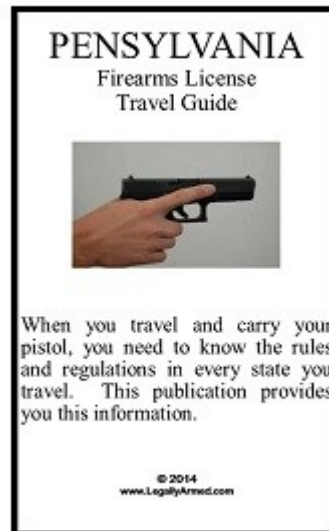 PENSYLVANIA
Firearms License
Travel Guide
When you travel and carry your
pistol, you need to know the rules
and regulations in every state you
travel. This publication provides
you this information.
© 2014
www.LegallyArmed.com